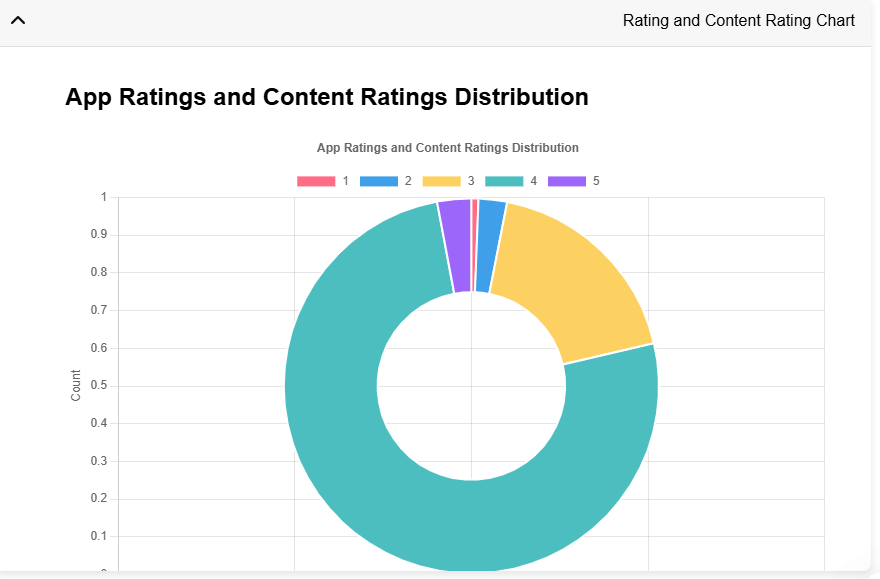 Rating and Content Rating Chart
App Ratings and Content Ratings Distribution
App Ratings and Content Ratings Distribution
1 2 3 4 5
1
0.9
0.8
0.7
0.6
Count
0.5
0.4
0.3
0.2
0.1